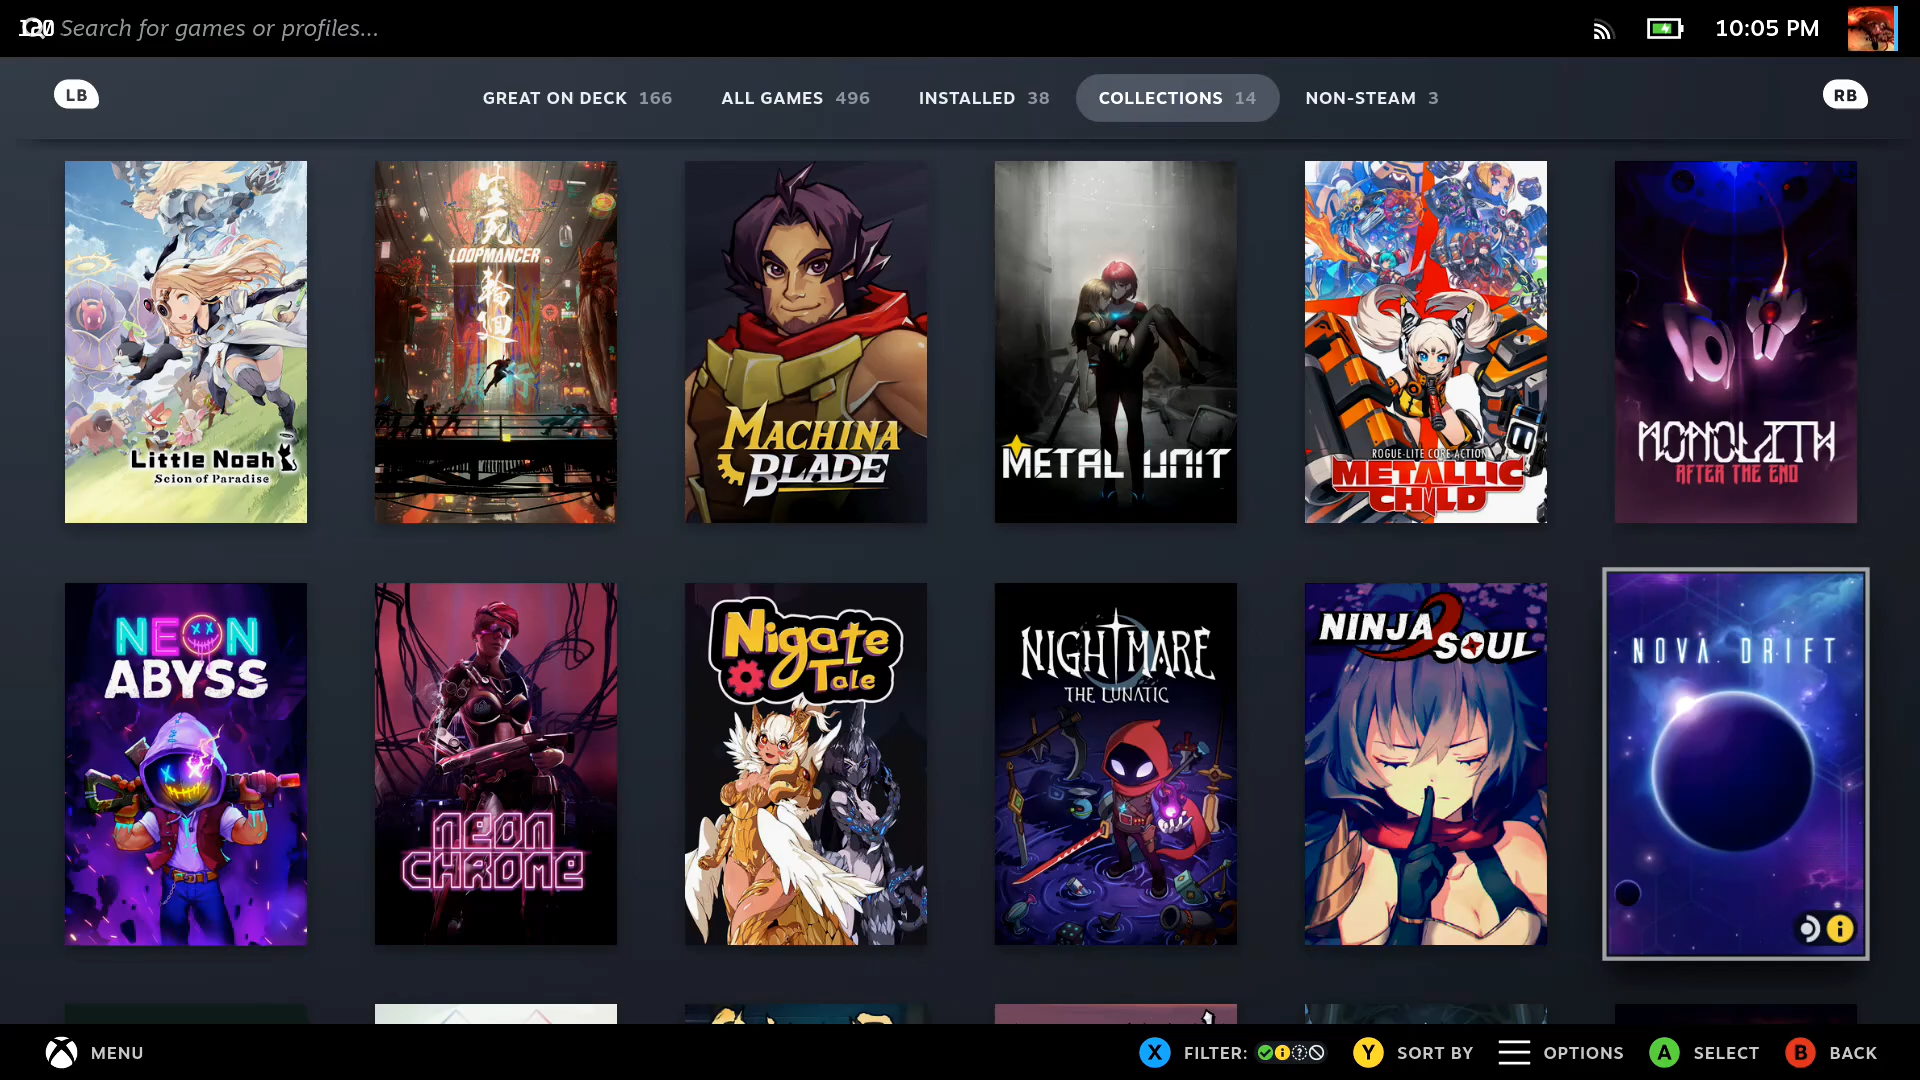 Search for games or profiles...
10:05 PM
LB
GREAT ON DECK 166
ALL GAMES 496
INSTALLED 38
COLLECTIONS 14
NON-STEAM 3
RB
Little Noah
Scion of Paradise
LOOPMANCER
輪迴
MACHINA
BLADE
METAL UNIT
ROGUE-LITE CORE ACTION
METALLIC
CHILD
MONOLITH
AFTER THE END
NEON
ABYSS
NEON
CHROME
Nigate
Tale
NIGHTMARE
THE LUNATIC
NINJA
SOUL
NOVA DRIFT
MENU
X FILTER:
Y SORT BY
OPTIONS
A SELECT
B BACK